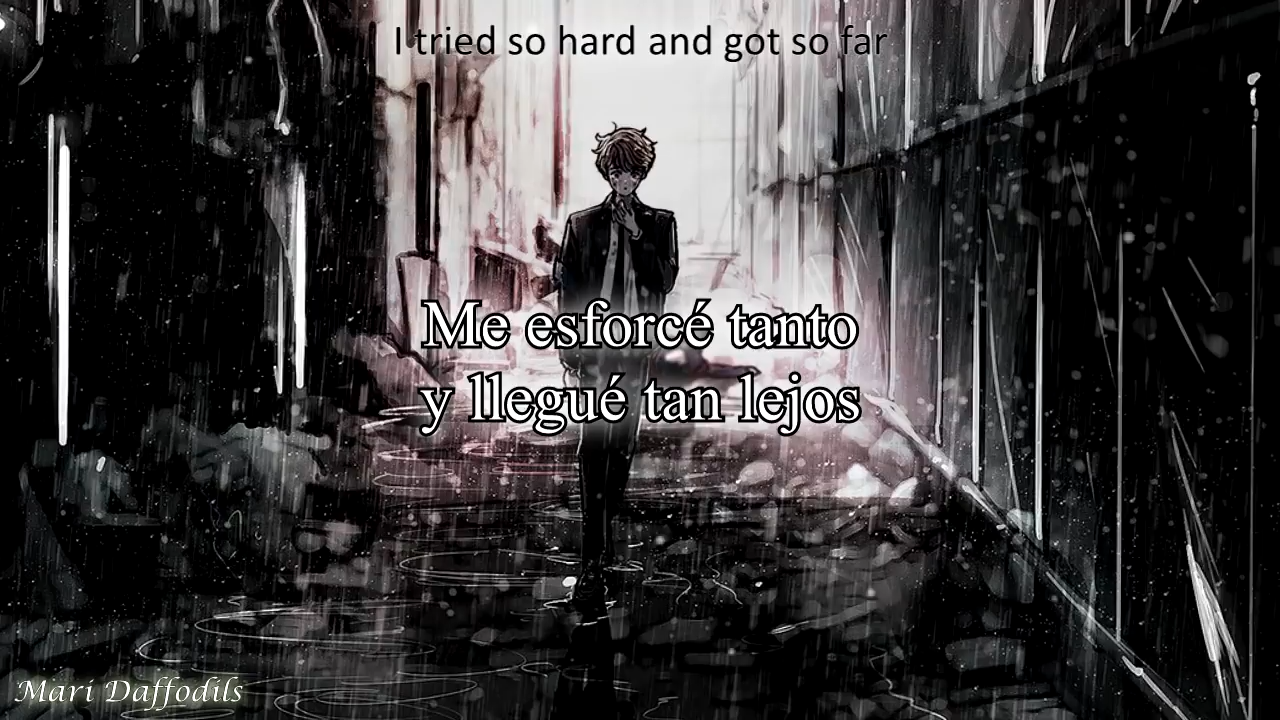 I tried so hard and got so far
Me esforcé tanto
y llegué tan lejos
Mari Daffodils